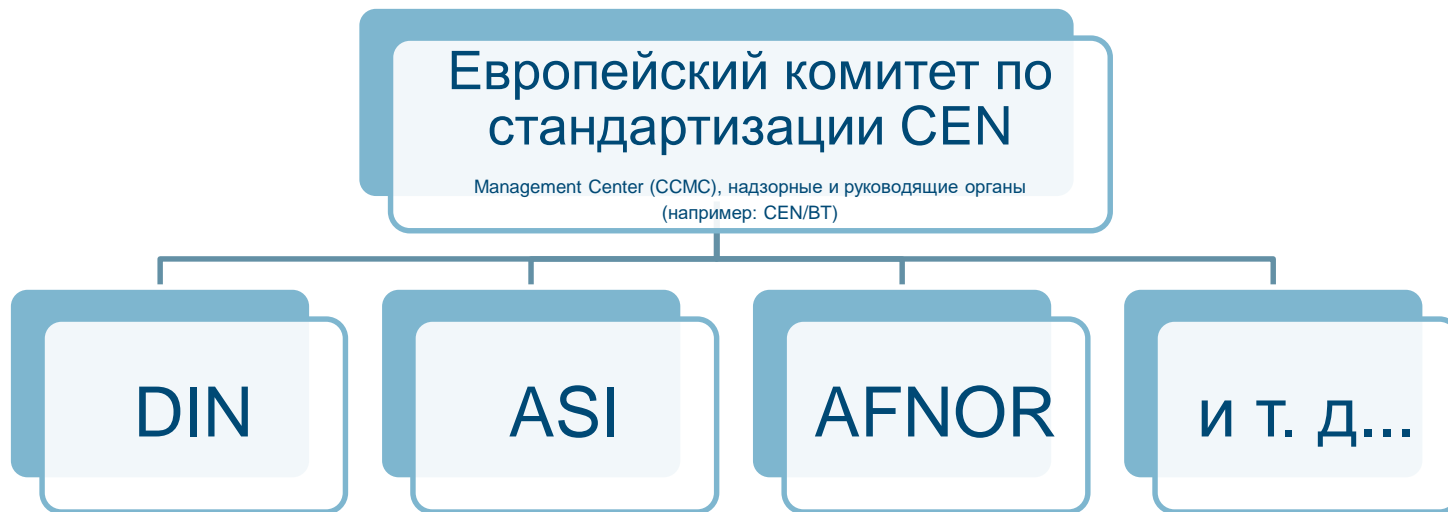 Европейский комитет по
стандартизации CEN
Management Center (CCMC), надзорные и руководящие органы
(например: CEN/BT)
DIN
ASI
AFNOR
и т. д...